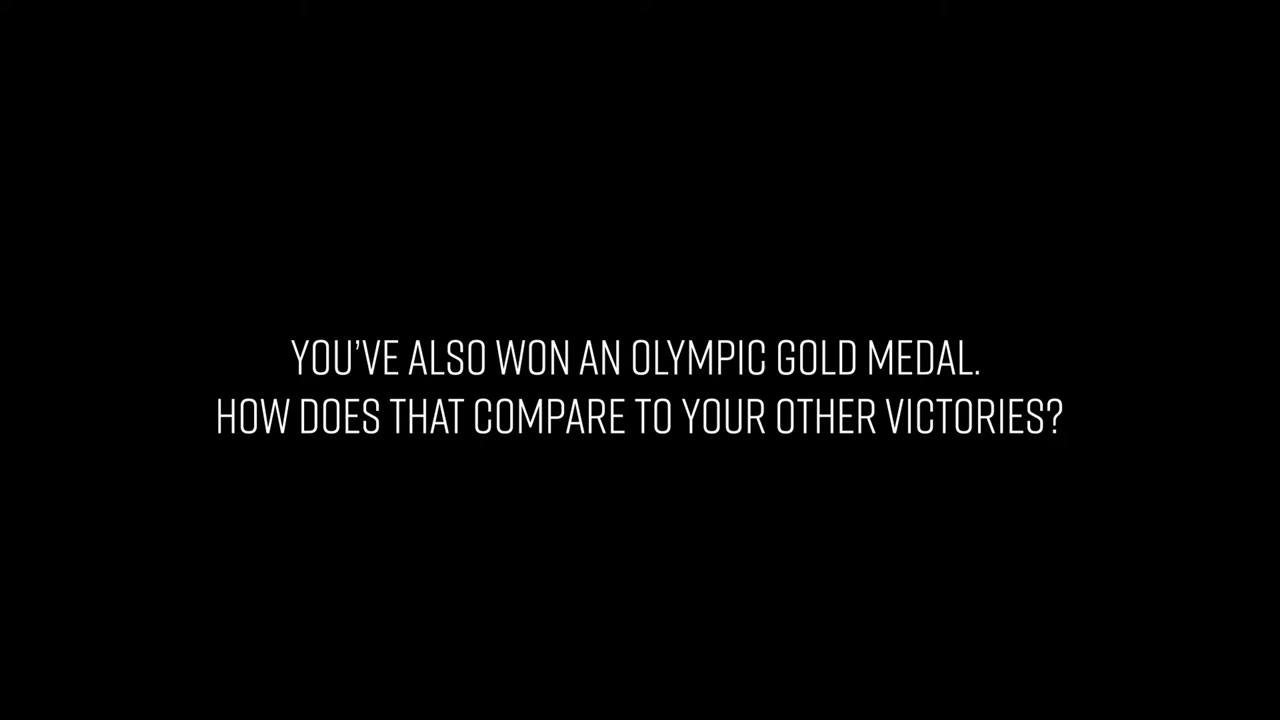 YOU'VE ALSO WON AN OLYMPIC GOLD MEDAL.
HOW DOES THAT COMPARE TO YOUR OTHER VICTORIES?